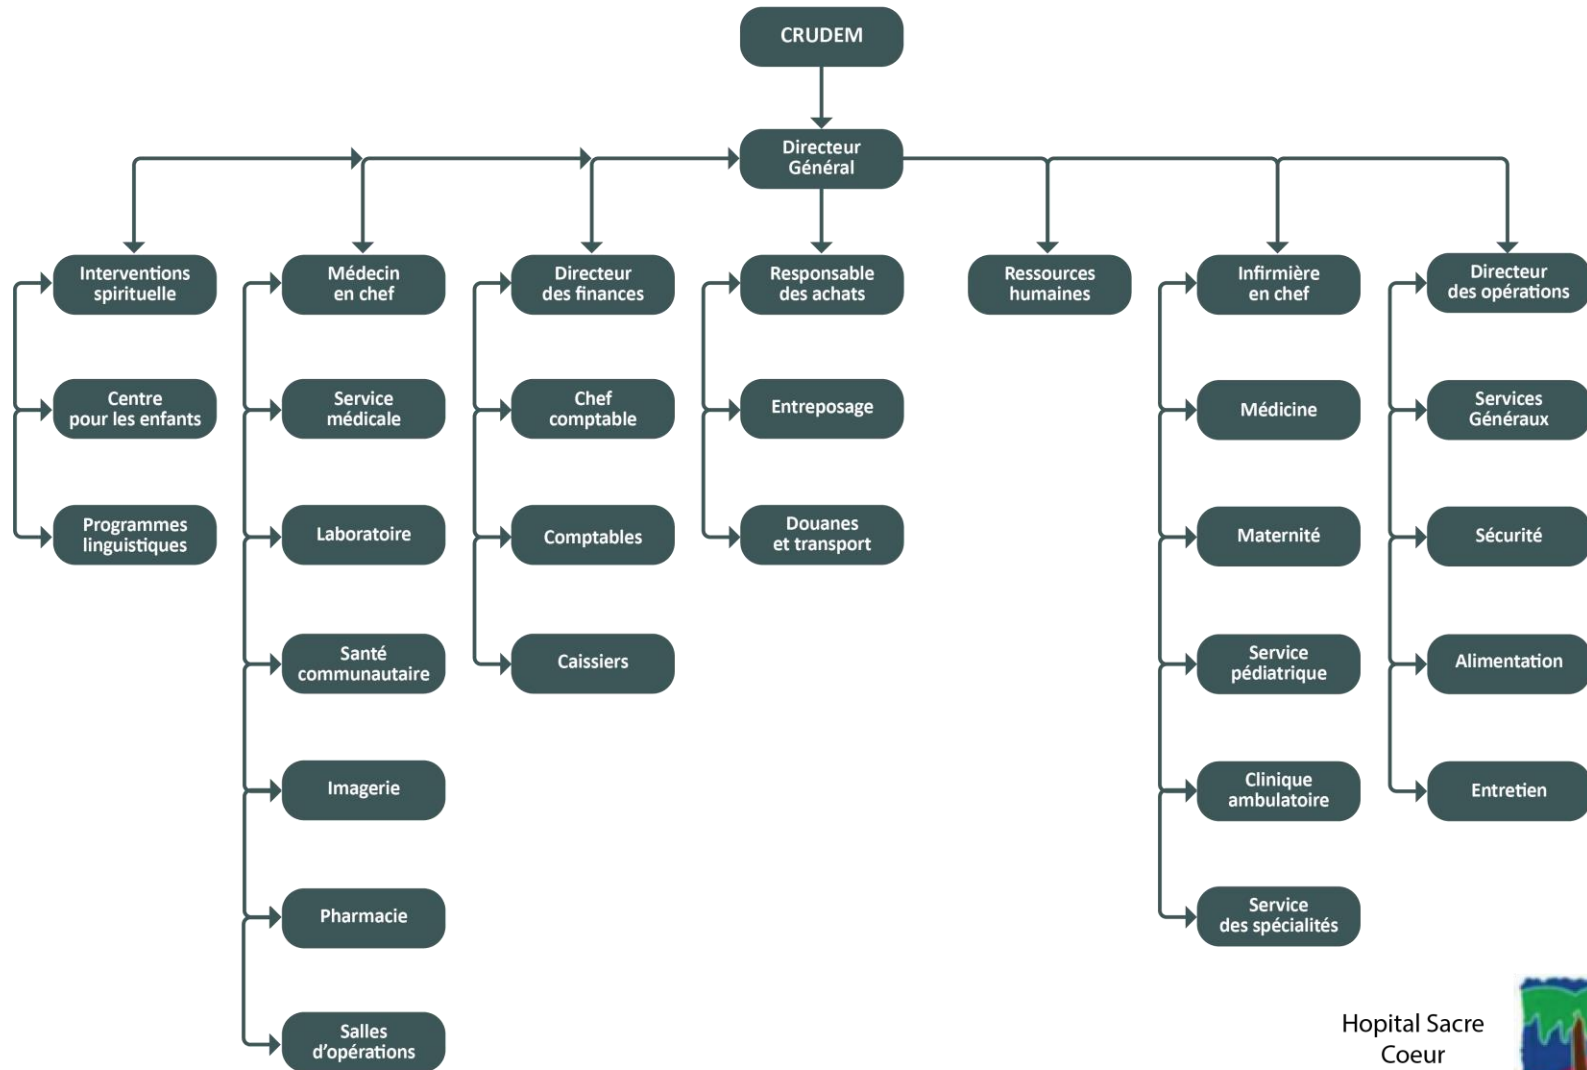 CRUDEM
Directeur
Général
Interventions
spirituelle
Médecin
en chef
Directeur
des finances
Responsable
des achats
Ressources
humaines
Infirmière
en chef
Directeur
des opérations
Centre
pour les enfants
Service
médicale
Chef
comptable
Entreposage
Médicine
Services
Généraux
Programmes
linguistiques
Laboratoire
Comptables
Douanes
et transport
Maternité
Sécurité
Santé
communautaire
Caissiers
Service
pédiatrique
Alimentation
Imagerie
Clinique
ambulatoire
Entretien
Pharmacie
Service
des spécialités
Salles
d'opérations
Hopital Sacre
Coeur